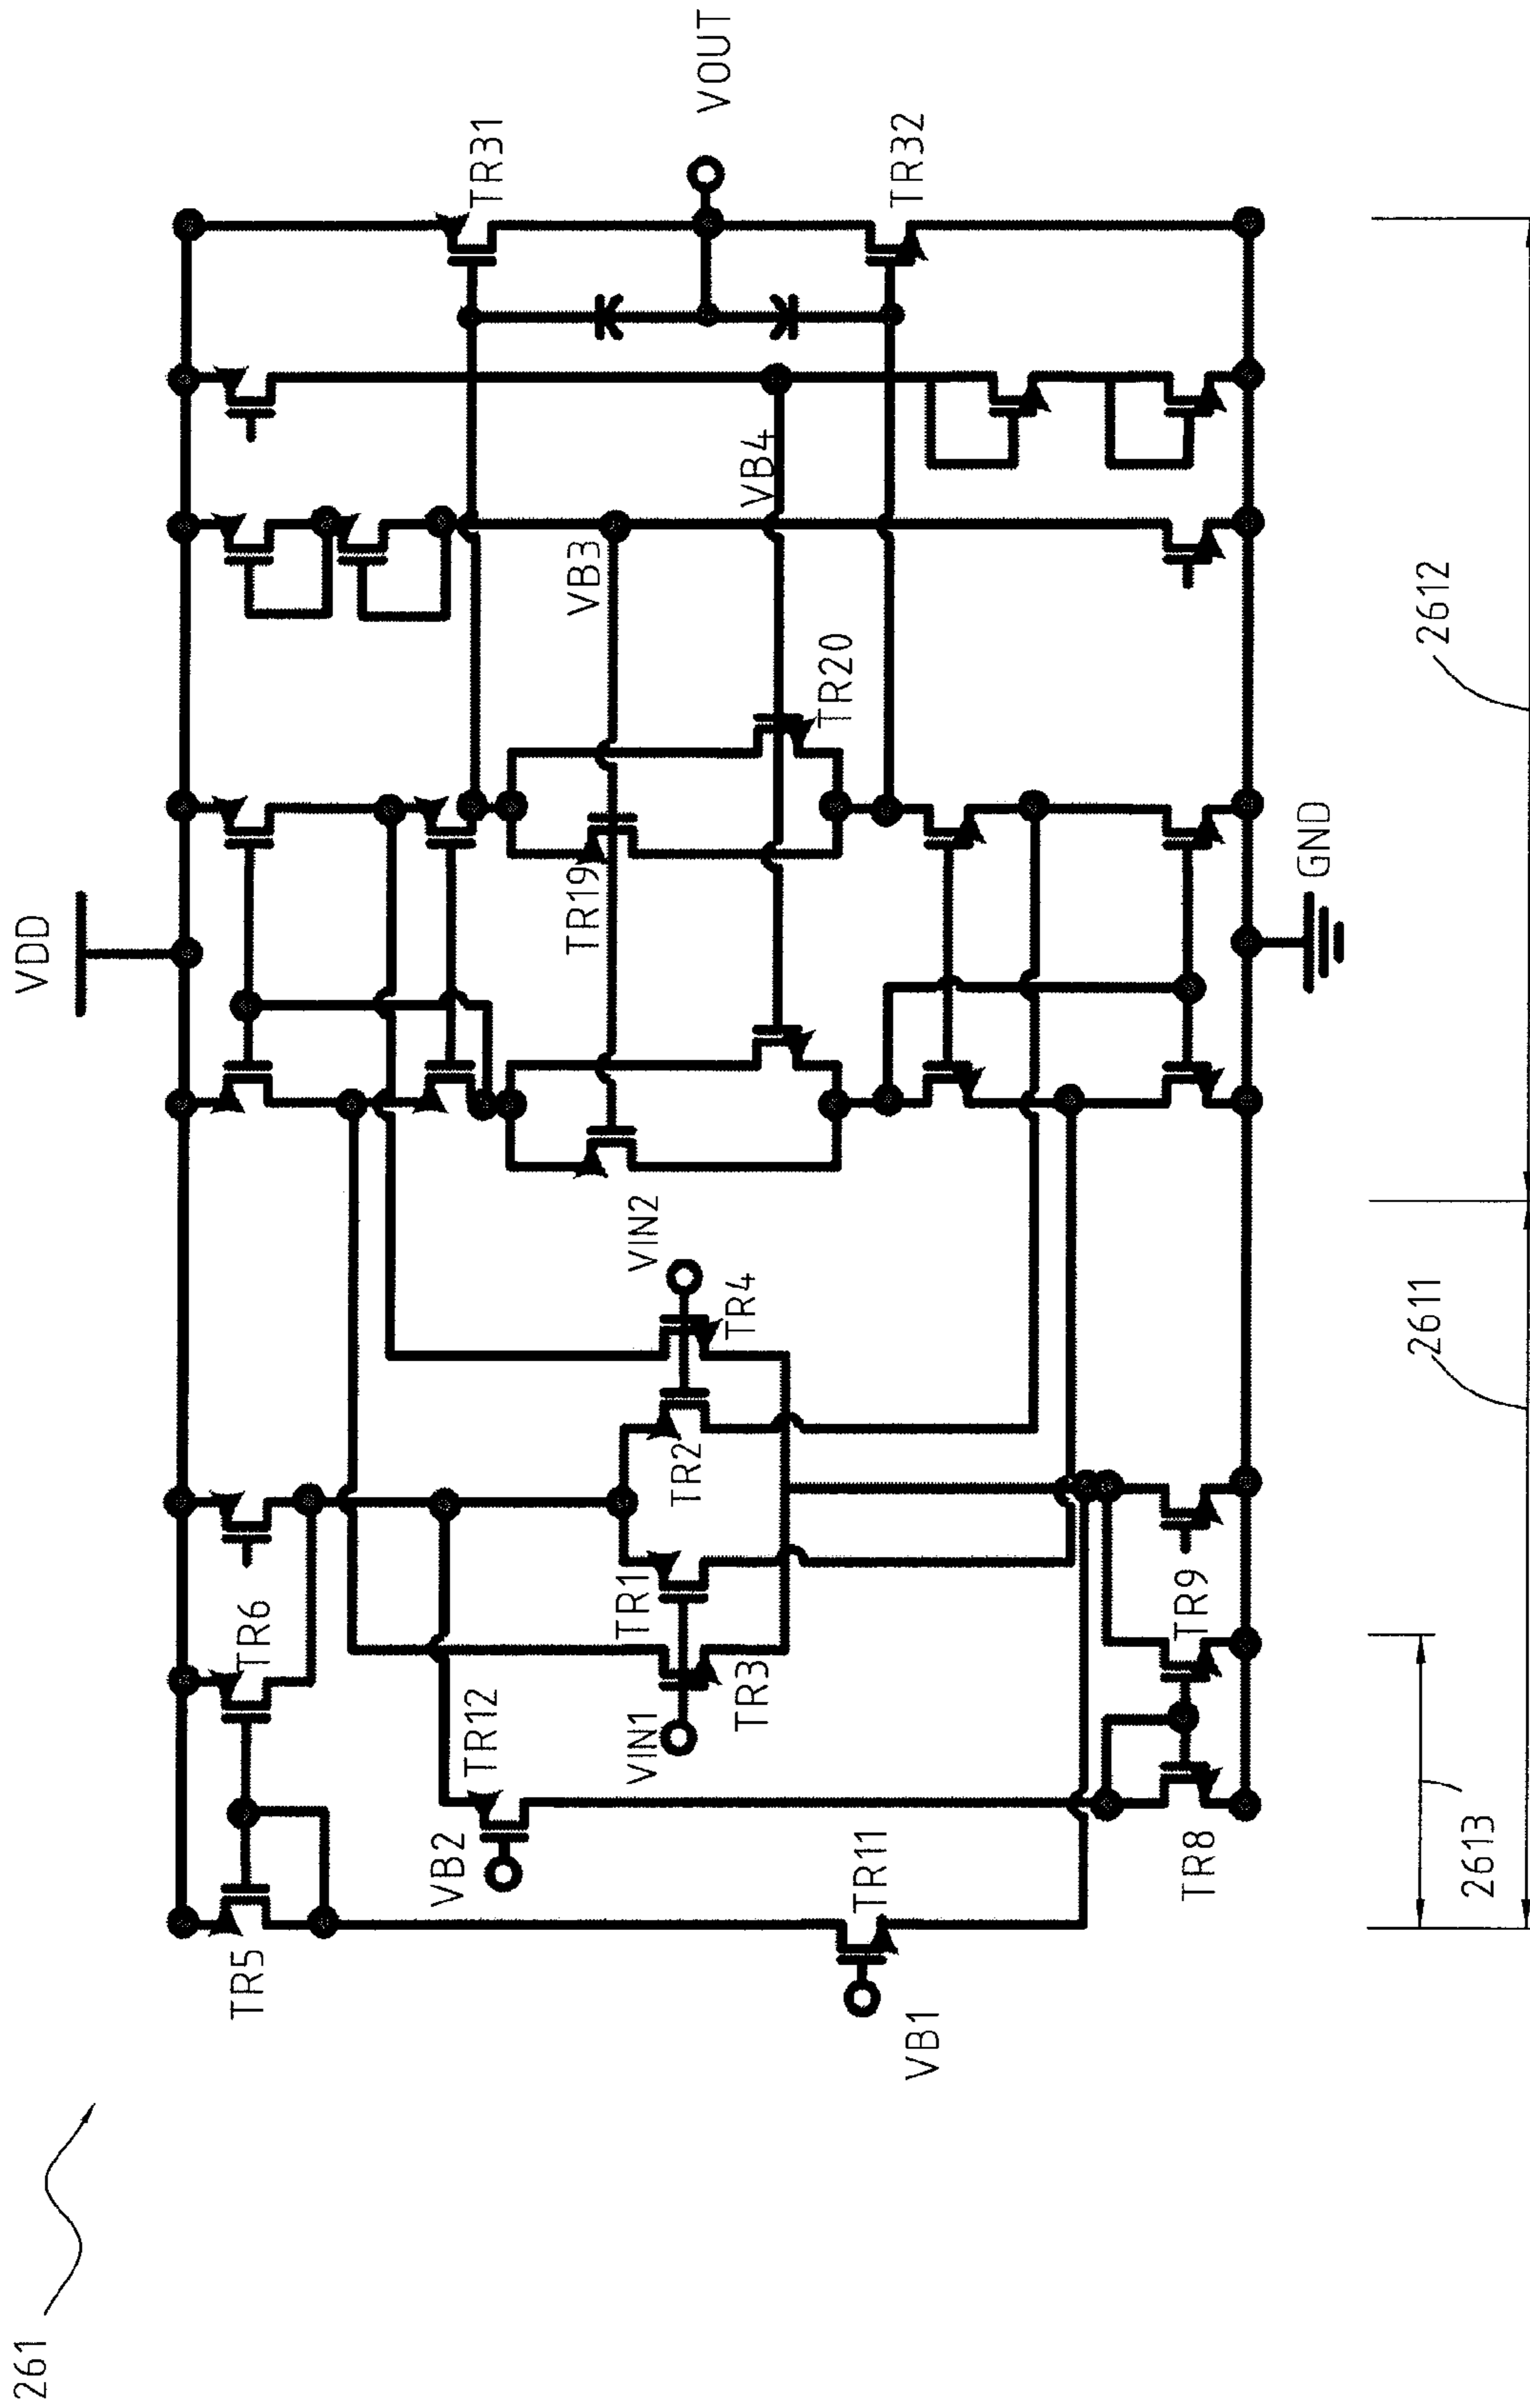 261
VDD
TR5
TR6
VB2
TR12
VIN1
TR3
TR1
TR2
TR4
VIN2
VB1
TR11
TR8
TR9
TR19
TR20
VB3
VB4
TR31
TR32
VOUT
GND
2613
2611
2612